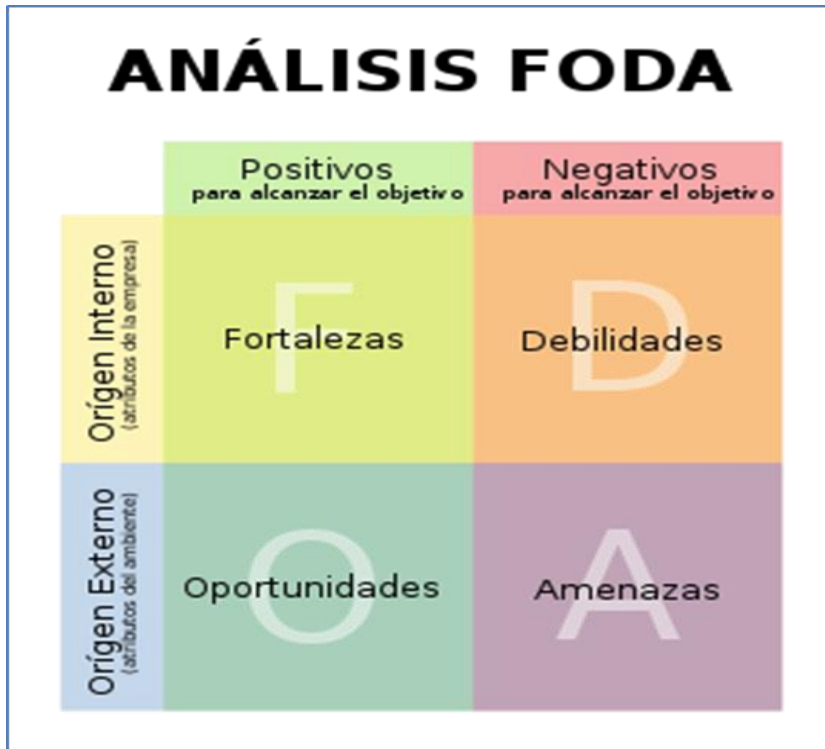 ANÁLISIS FODA
Positivos
para alcanzar el objetivo
Negativos
para alcanzar el objetivo
Orígen Interno
(atributos de la empresa)
F
Fortalezas
D
Debilidades
Orígen Externo
(atributos del ambiente)
O
Oportunidades
A
Amenazas